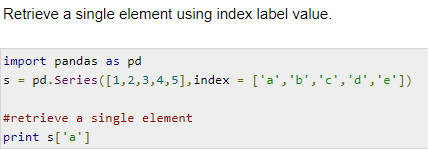 Retrieve a single element using index label value.
import pandas as pd
s = pd.Series([1,2,3,4,5],index = ['a','b','c','d','e'])
#retrieve a single element
print s['a']